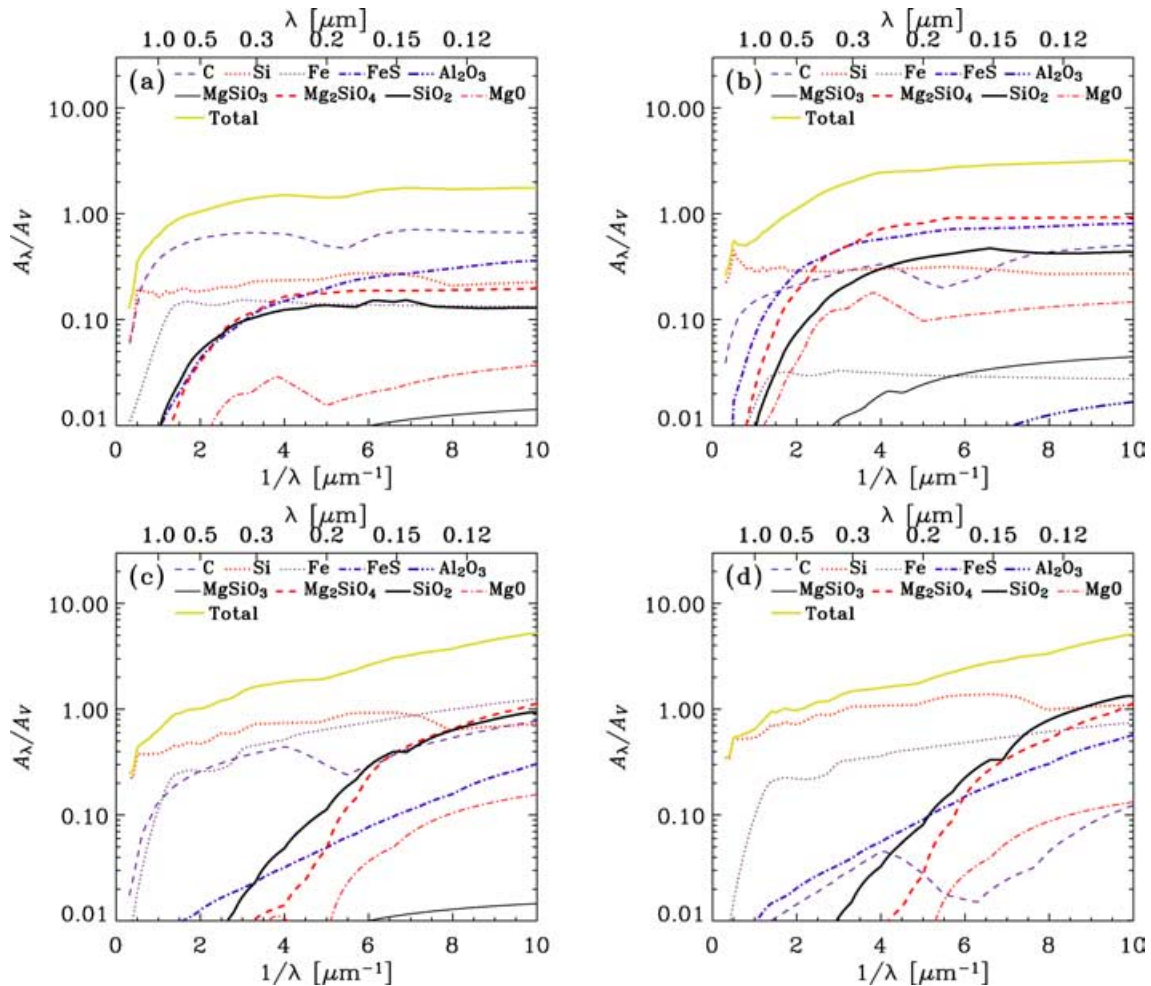 λ [μm]
1.0 0.5 0.3 0.2 0.15 0.12
(a) C Si Fe FeS Al₂O₃
MgSiO₃ Mg₂SiO₄ SiO₂ MgO
Total
10.00
1.00
0.10
0.01
Aλ/AV
0 2 4 6 8 10
1/λ [μm⁻¹]
λ [μm]
1.0 0.5 0.3 0.2 0.15 0.12
(b) C Si Fe FeS Al₂O₃
MgSiO₃ Mg₂SiO₄ SiO₂ MgO
Total
10.00
1.00
0.10
0.01
Aλ/AV
0 2 4 6 8 10
1/λ [μm⁻¹]
λ [μm]
1.0 0.5 0.3 0.2 0.15 0.12
(c) C Si Fe FeS Al₂O₃
MgSiO₃ Mg₂SiO₄ SiO₂ MgO
Total
10.00
1.00
0.10
0.01
Aλ/AV
0 2 4 6 8 10
1/λ [μm⁻¹]
λ [μm]
1.0 0.5 0.3 0.2 0.15 0.12
(d) C Si Fe FeS Al₂O₃
MgSiO₃ Mg₂SiO₄ SiO₂ MgO
Total
10.00
1.00
0.10
0.01
Aλ/AV
0 2 4 6 8 10
1/λ [μm⁻¹]